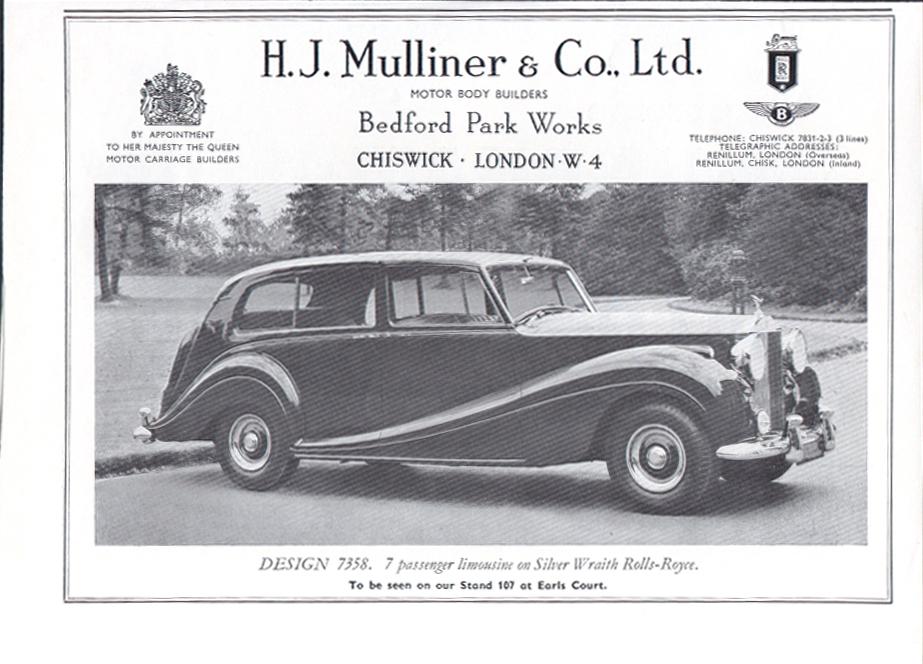 H. J. Mulliner & Co., Ltd.
MOTOR BODY BUILDERS
Bedford Park Works
CHISWICK · LONDON · W · 4
BY APPOINTMENT
TO HER MAJESTY THE QUEEN
MOTOR CARRIAGE BUILDERS
B
TELEPHONE: CHISWICK 7831-2-3 (3 lines)
TELEGRAPHIC ADDRESSES:
RENILLUM, LONDON (Overseas)
RENILLUM, CHISK, LONDON (Inland)
DESIGN 7358. 7 passenger limousine on Silver Wraith Rolls-Royce.
To be seen on our Stand 107 at Earls Court.